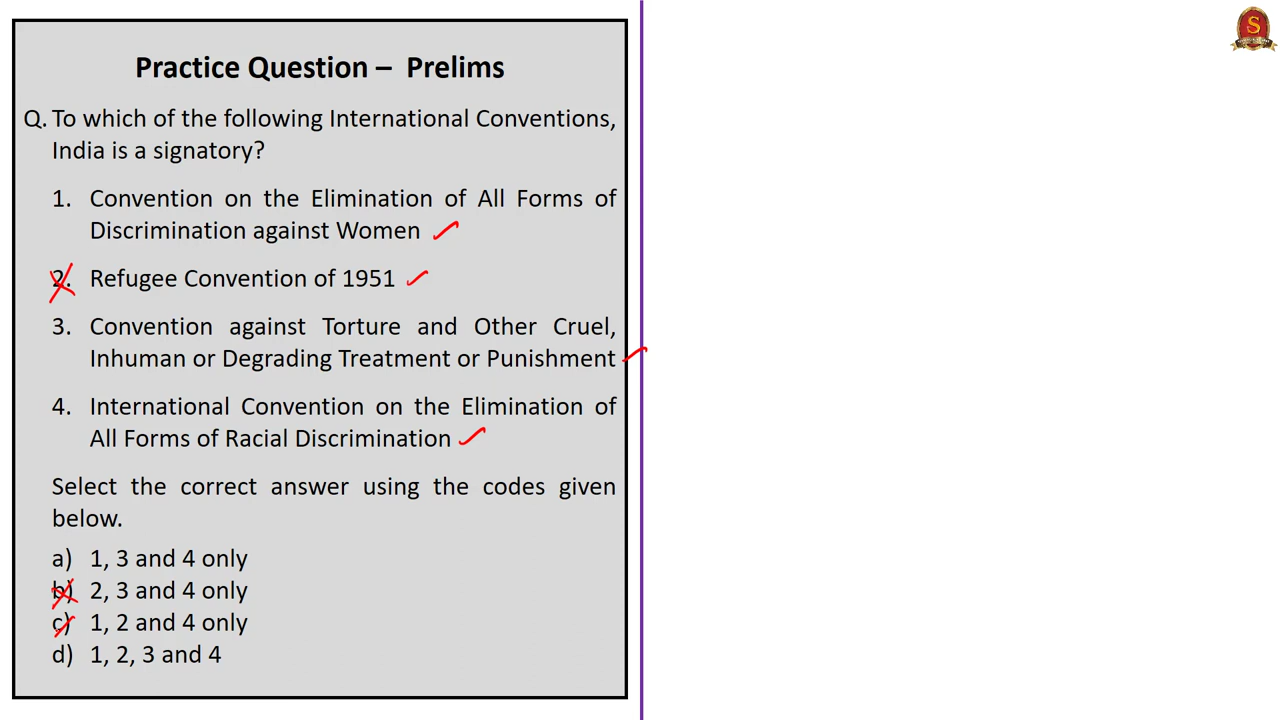 Practice Question – Prelims
Q. To which of the following International Conventions,
India is a signatory?
1. Convention on the Elimination of All Forms of
Discrimination against Women
2. Refugee Convention of 1951
3. Convention against Torture and Other Cruel,
Inhuman or Degrading Treatment or Punishment
4. International Convention on the Elimination of
All Forms of Racial Discrimination
Select the correct answer using the codes given
below.
a) 1, 3 and 4 only
b) 2, 3 and 4 only
c) 1, 2 and 4 only
d) 1, 2, 3 and 4
S